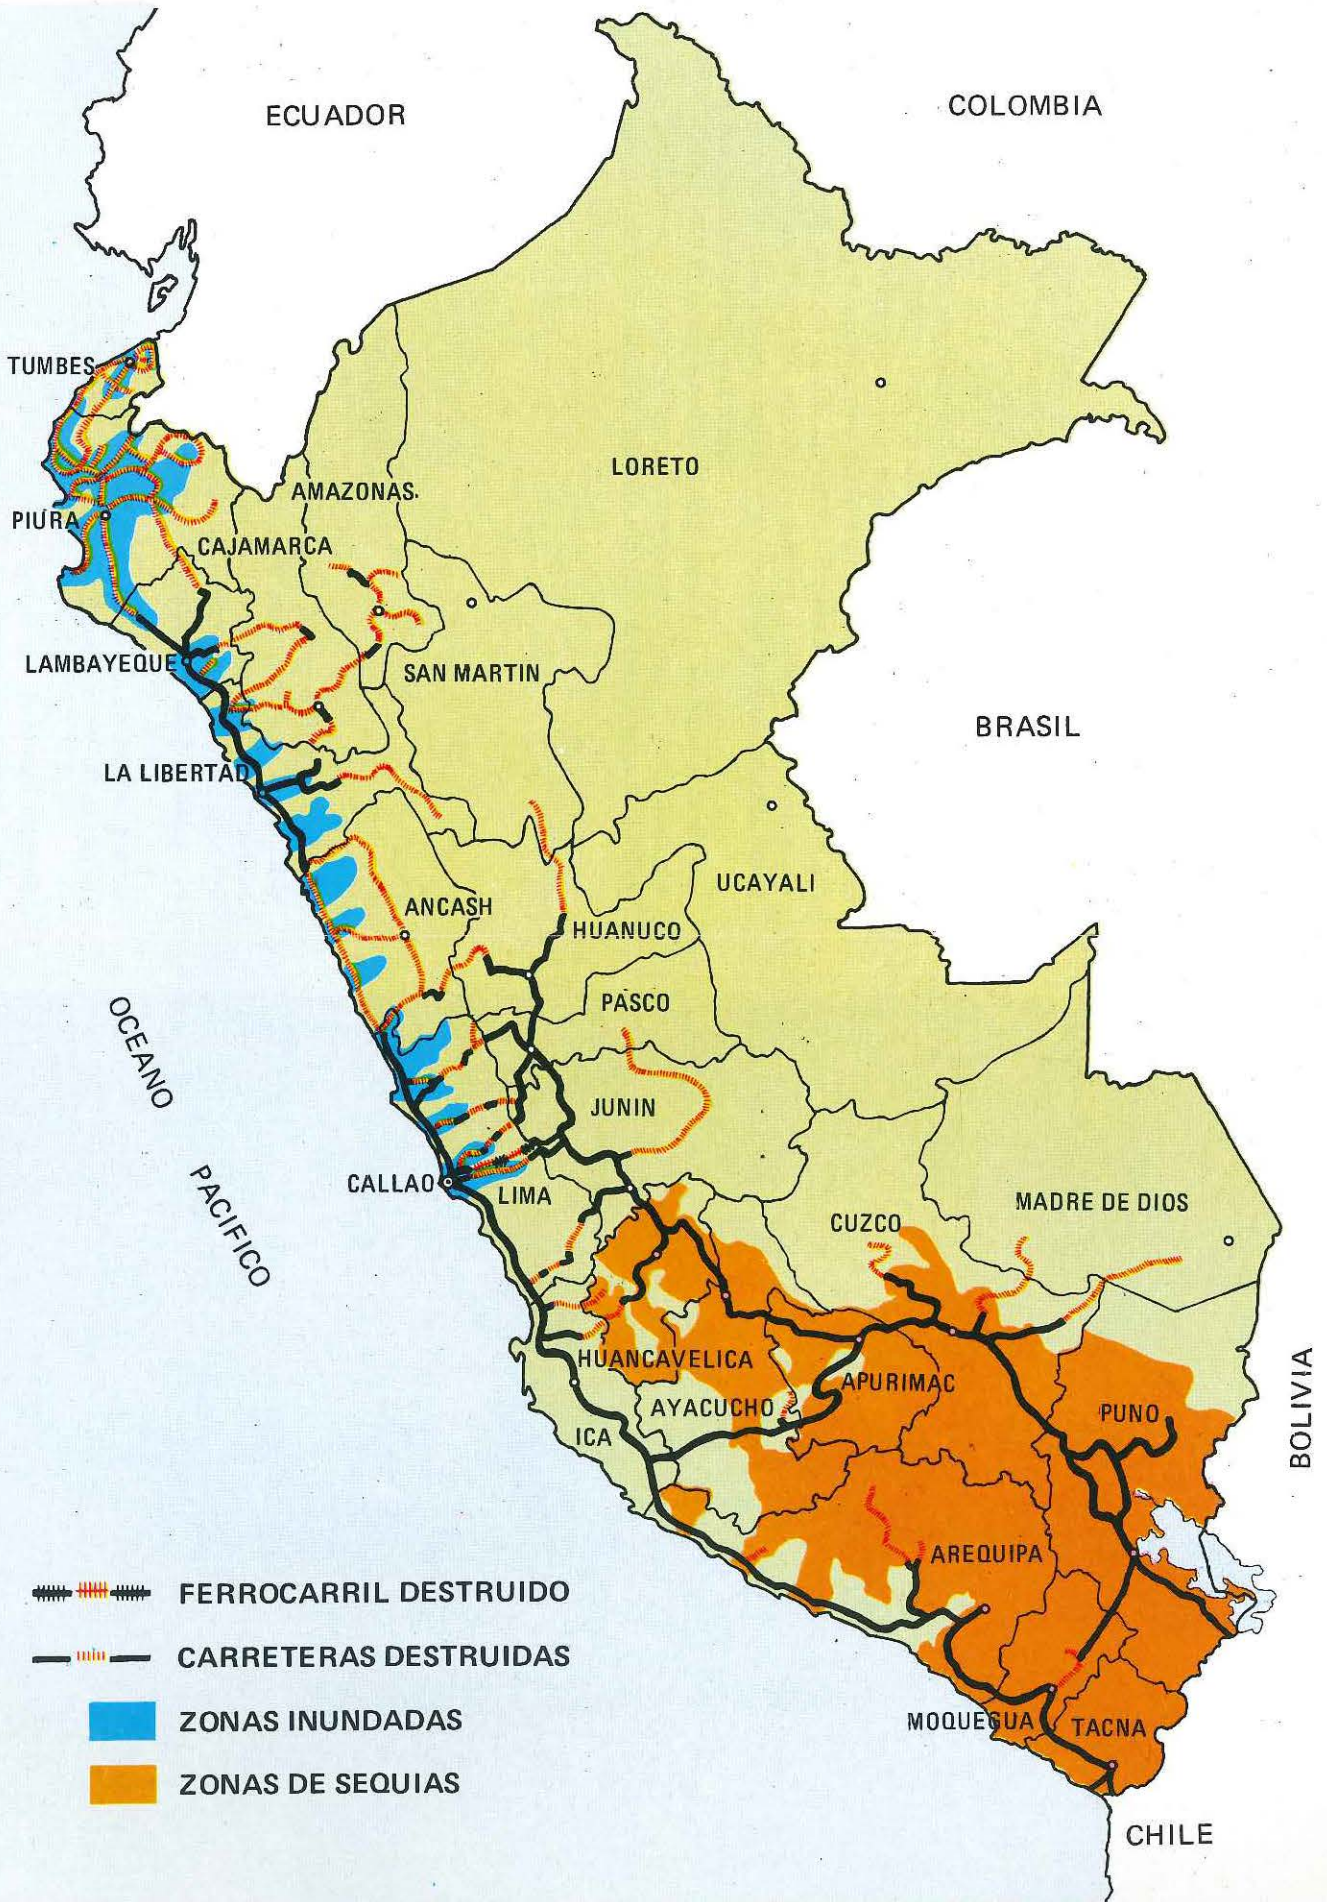 ECUADOR
COLOMBIA
TUMBES
LORETO
AMAZONAS
PIURA
CAJAMARCA
LAMBAYEQUE
SAN MARTIN
BRASIL
LA LIBERTAD
UCAYALI
ANCASH
HUANUCO
PASCO
OCEANO
PACIFICO
JUNIN
CALLAO
LIMA
MADRE DE DIOS
CUZCO
HUANCAVELICA
APURIMAC
AYACUCHO
PUNO
ICA
BOLIVIA
AREQUIPA
MOQUEGUA
TACNA
CHILE
FERROCARRIL DESTRUIDO
CARRETERAS DESTRUIDAS
ZONAS INUNDADAS
ZONAS DE SEQUIAS